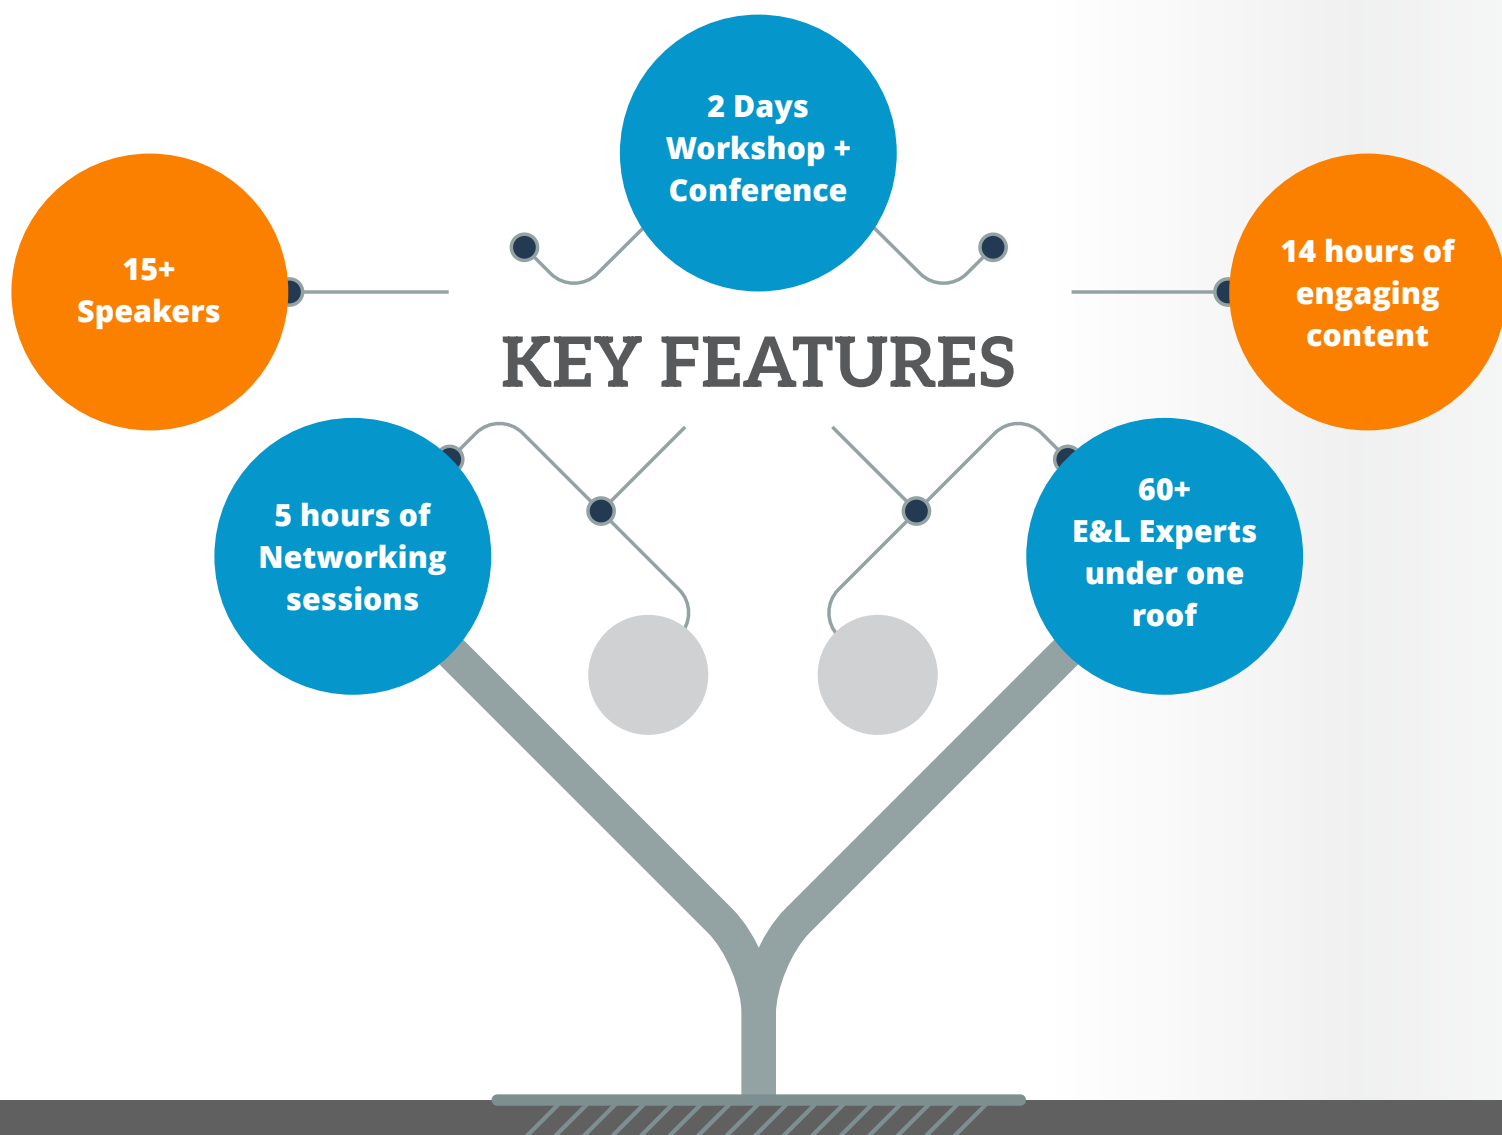 2 Days
Workshop +
Conference
15+
Speakers
14 hours of
engaging
content
KEY FEATURES
5 hours of
Networking
sessions
60+
E&L Experts
under one
roof